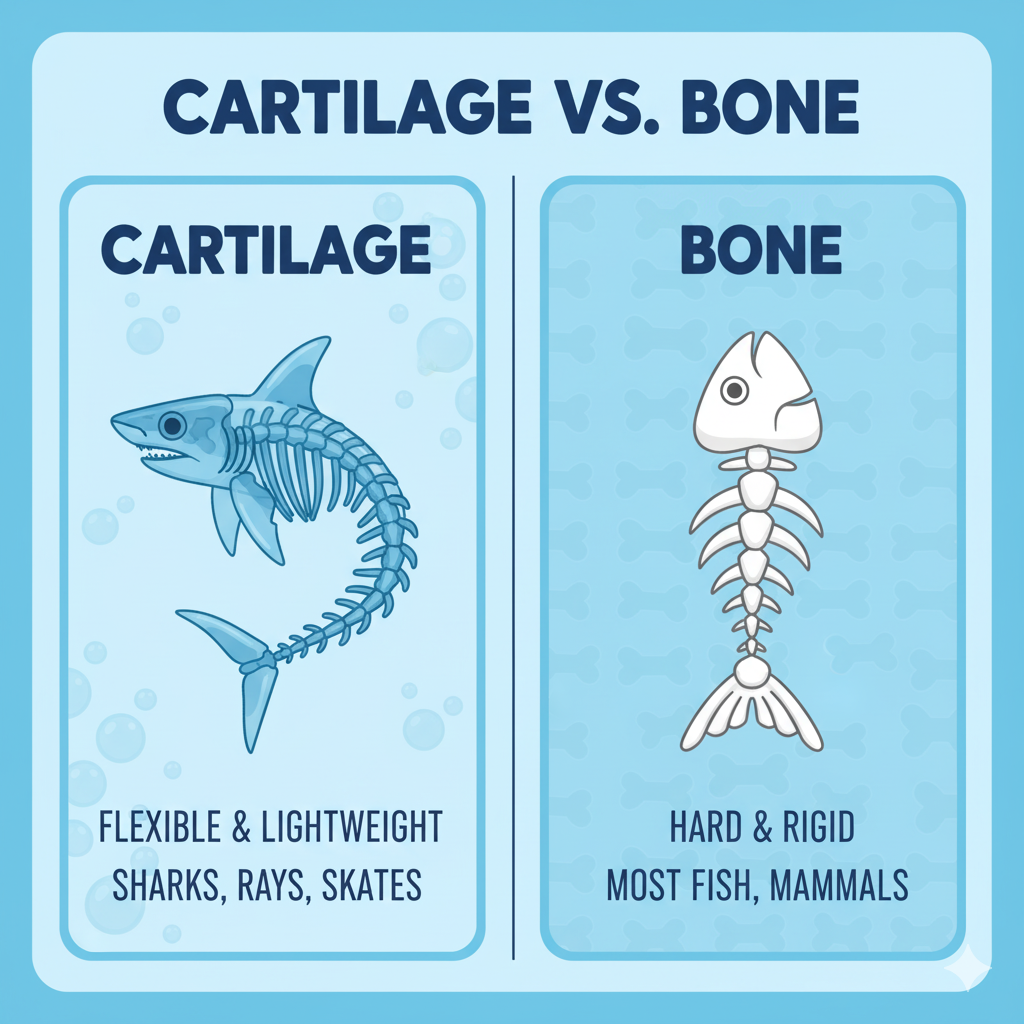 CARTILAGE VS. BONE
CARTILAGE
FLEXIBLE & LIGHTWEIGHT
SHARKS, RAYS, SKATES
BONE
HARD & RIGID
MOST FISH, MAMMALS